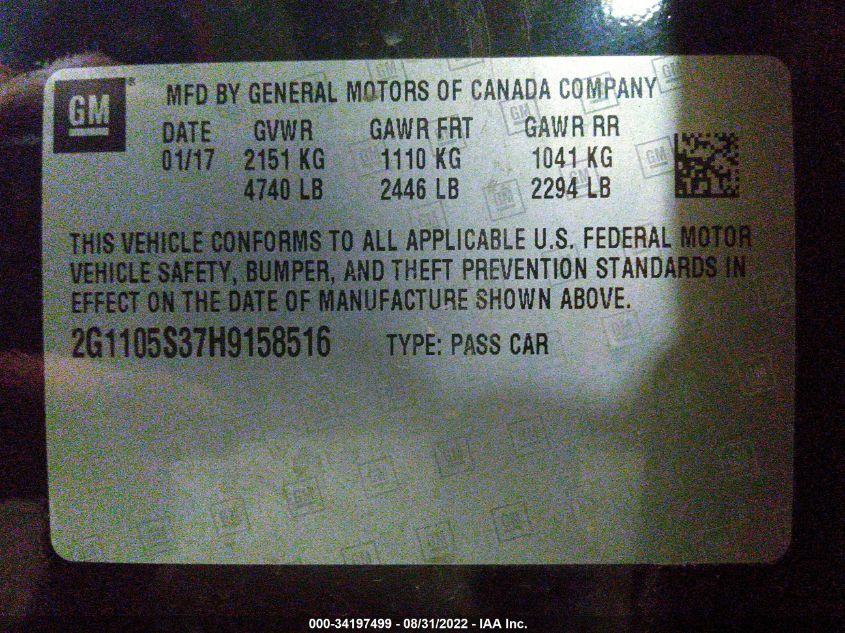 GM®
MFD BY GENERAL MOTORS OF CANADA COMPANY
DATE GVWR GAWR FRT GAWR RR
01/17 2151 KG 1110 KG 1041 KG
4740 LB 2446 LB 2294 LB
THIS VEHICLE CONFORMS TO ALL APPLICABLE U.S. FEDERAL MOTOR
VEHICLE SAFETY, BUMPER, AND THEFT PREVENTION STANDARDS IN
EFFECT ON THE DATE OF MANUFACTURE SHOWN ABOVE.
2G1105S37H9158516 TYPE: PASS CAR
000-34197499 - 08/31/2022 - IAA Inc.